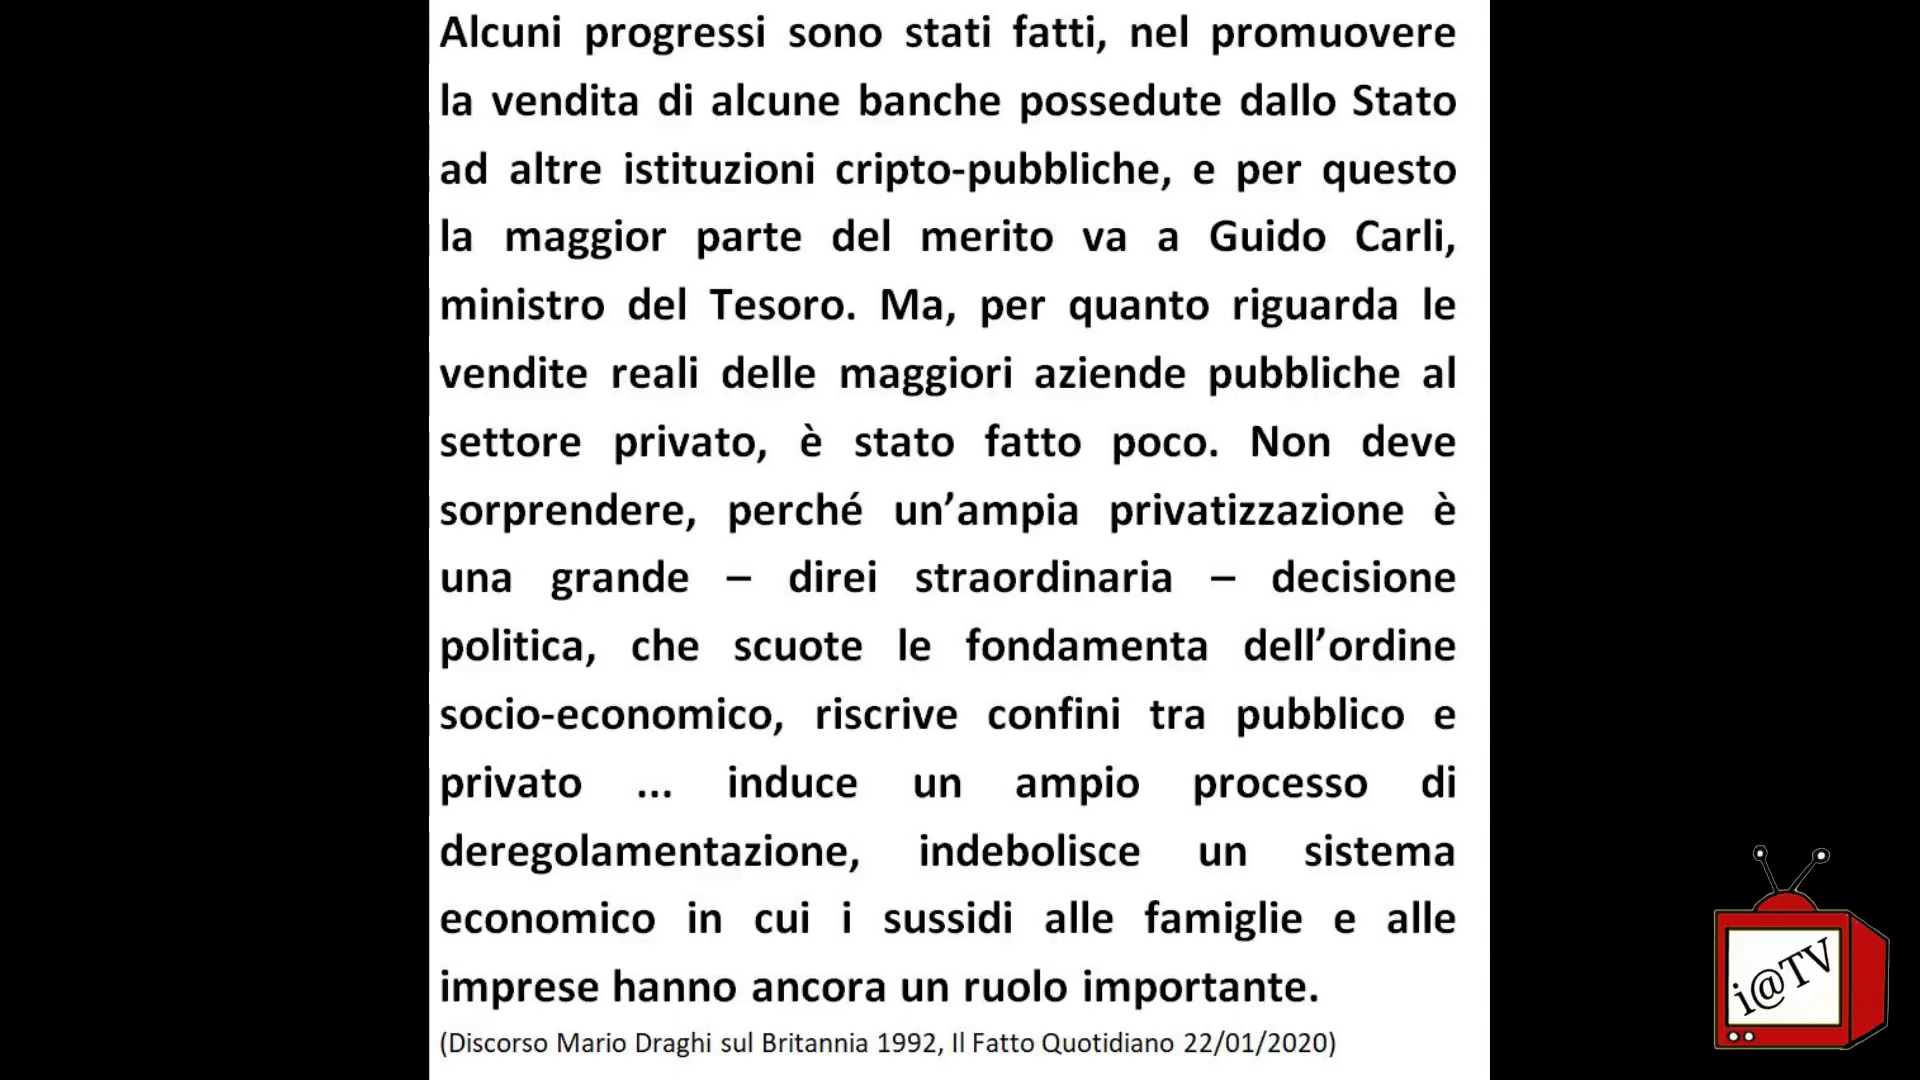 Alcuni progressi sono stati fatti, nel promuovere
la vendita di alcune banche possedute dallo Stato
ad altre istituzioni cripto-pubbliche, e per questo
la maggior parte del merito va a Guido Carli,
ministro del Tesoro. Ma, per quanto riguarda le
vendite reali delle maggiori aziende pubbliche al
settore privato, è stato fatto poco. Non deve
sorprendere, perché un’ampia privatizzazione è
una grande – direi straordinaria – decisione
politica, che scuote le fondamenta dell’ordine
socio-economico, riscrive confini tra pubblico e
privato ... induce un ampio processo di
deregolamentazione, indebolisce un sistema
economico in cui i sussidi alle famiglie e alle
imprese hanno ancora un ruolo importante.
(Discorso Mario Draghi sul Britannia 1992, Il Fatto Quotidiano 22/01/2020)
i@TV